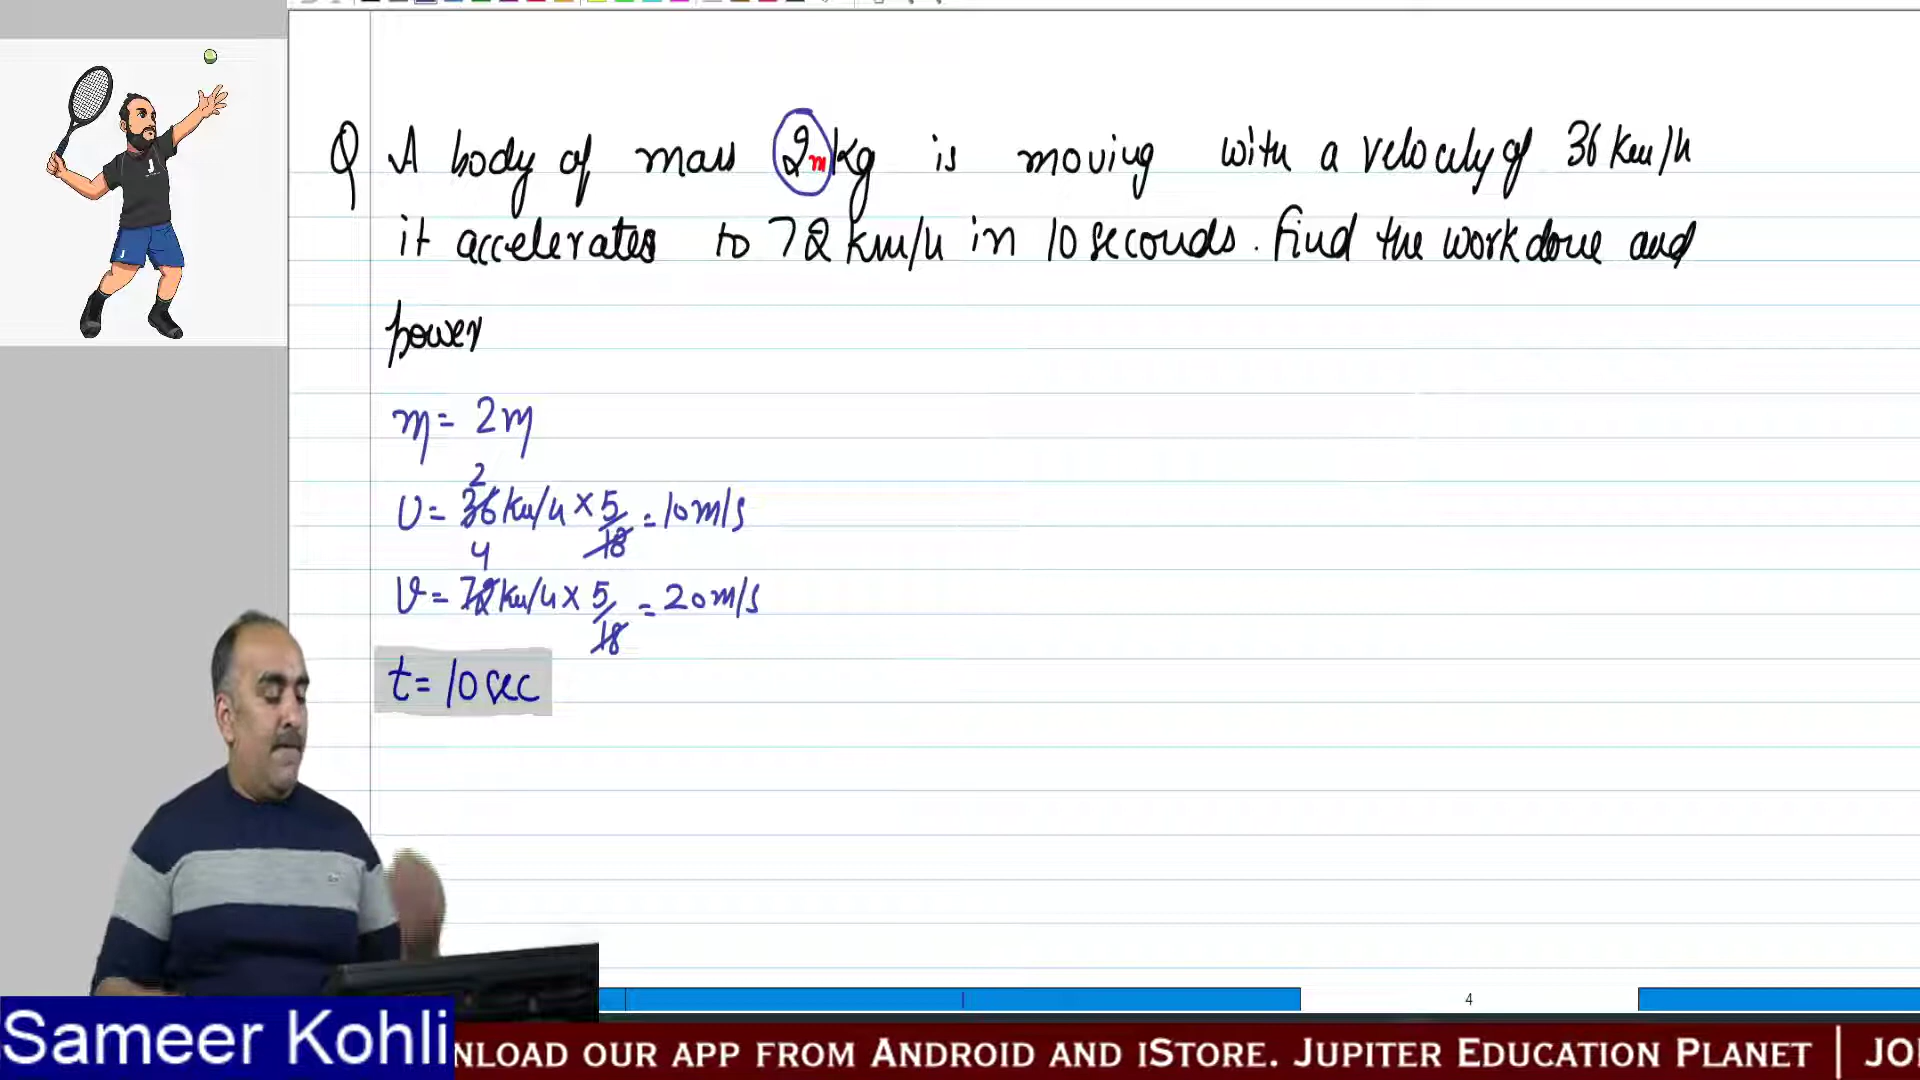 Q A body of mass 2m kg is moving with a velocity of 36 km/h
it accelerates to 72 km/h in 10 seconds. Find the work done and
power
m = 2m
2
U = 36 km/h × 5/18 = 10 m/s
4
V = 72 km/h × 5/18 = 20 m/s
t = 10 sec
4
Sameer Kohli
NLOAD OUR APP FROM ANDROID AND iSTORE. JUPITER EDUCATION PLANET | JO